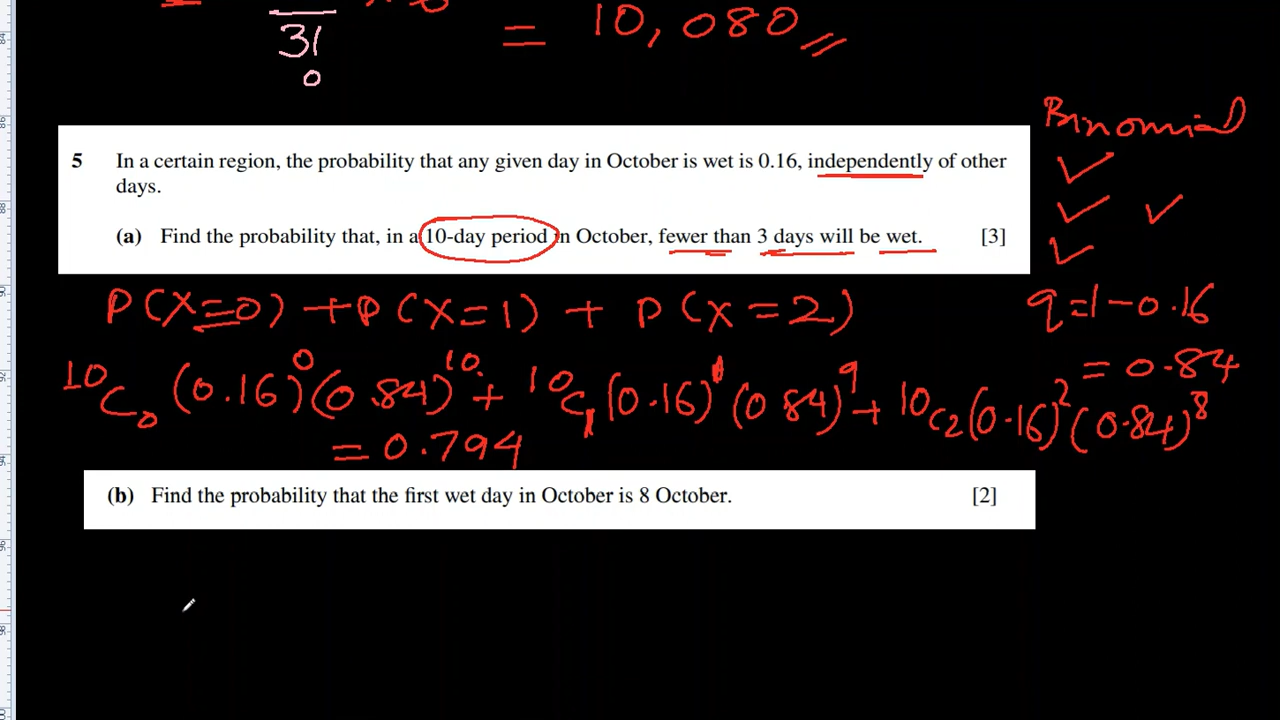 31
0
= 10,080
Binomial
5 In a certain region, the probability that any given day in October is wet is 0.16, independently of other
days.
(a) Find the probability that, in a 10-day period in October, fewer than 3 days will be wet. [3]
P(X=0) + P(X=1) + P(X=2)
q=1-0.16
= 0.84
10C0 (0.16)^0 (0.84)^10 + 10C1 (0.16)^1 (0.84)^9 + 10C2 (0.16)^2 (0.84)^8
= 0.794
(b) Find the probability that the first wet day in October is 8 October. [2]